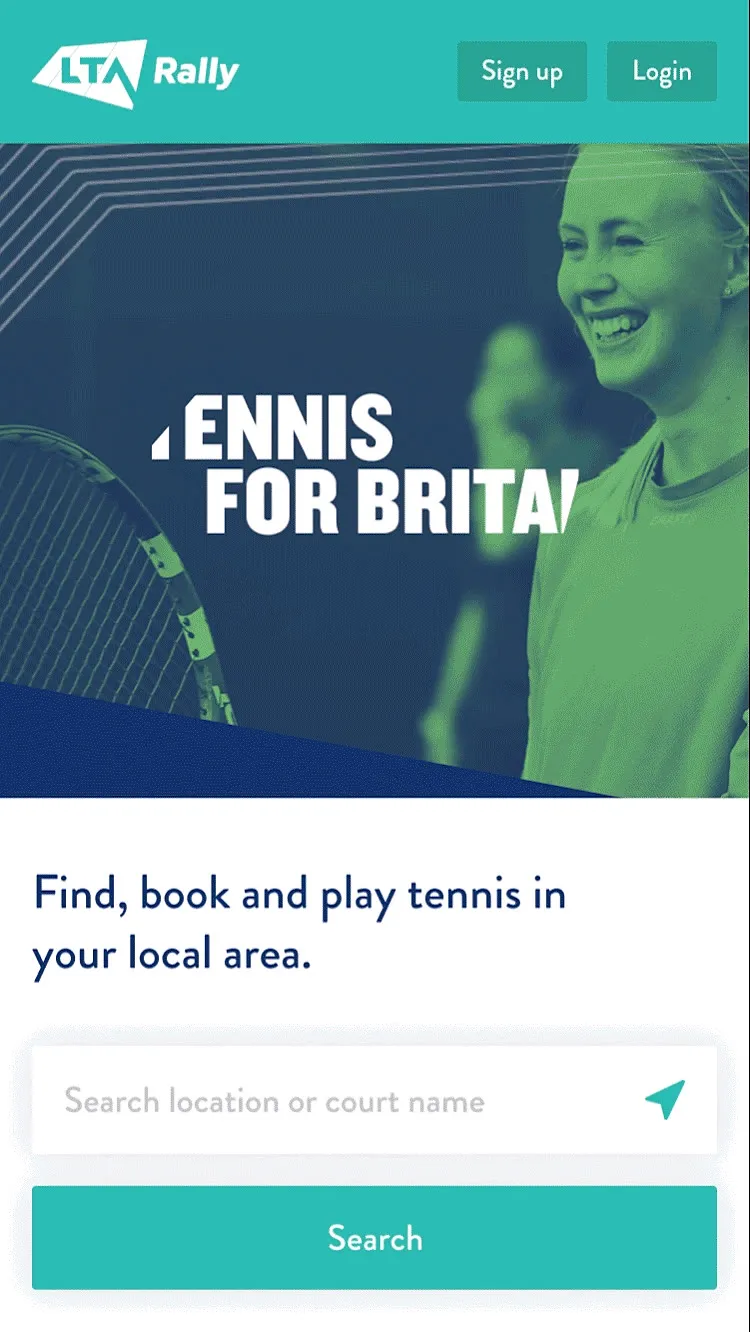 LTA Rally
Sign up
Login
ENNIS
FOR BRITA
Find, book and play tennis in
your local area.
Search location or court name
Search